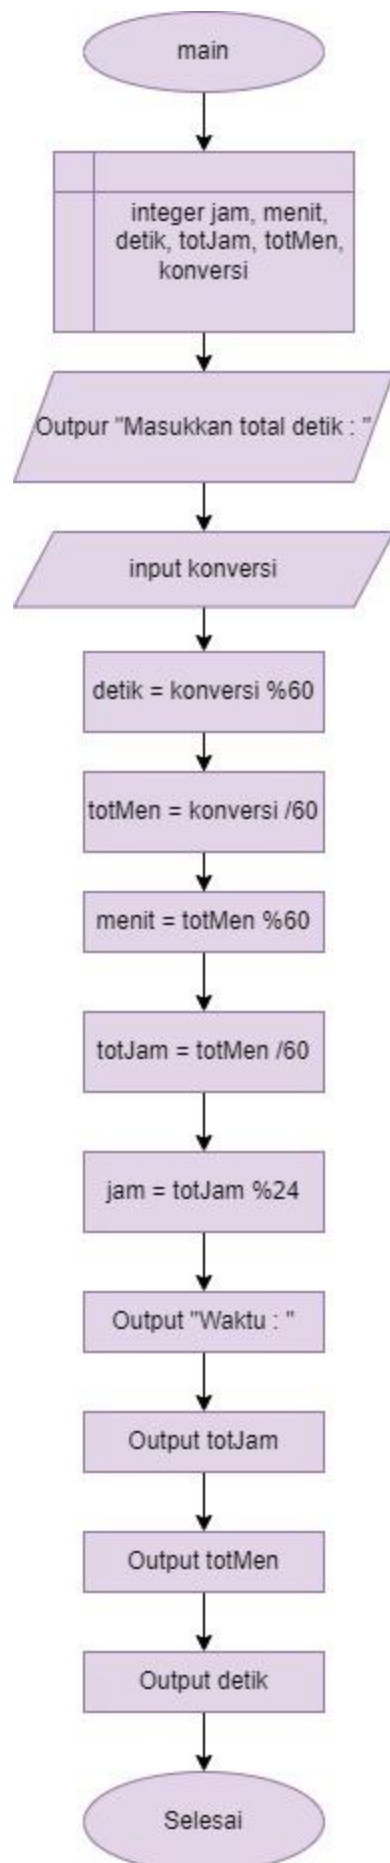 main
integer jam, menit,
detik, totJam, totMen,
konversi
Outpur "Masukkan total detik : "
input konversi
detik = konversi %60
totMen = konversi /60
menit = totMen %60
totJam = totMen /60
jam = totJam %24
Output "Waktu : "
Output totJam
Output totMen
Output detik
Selesai